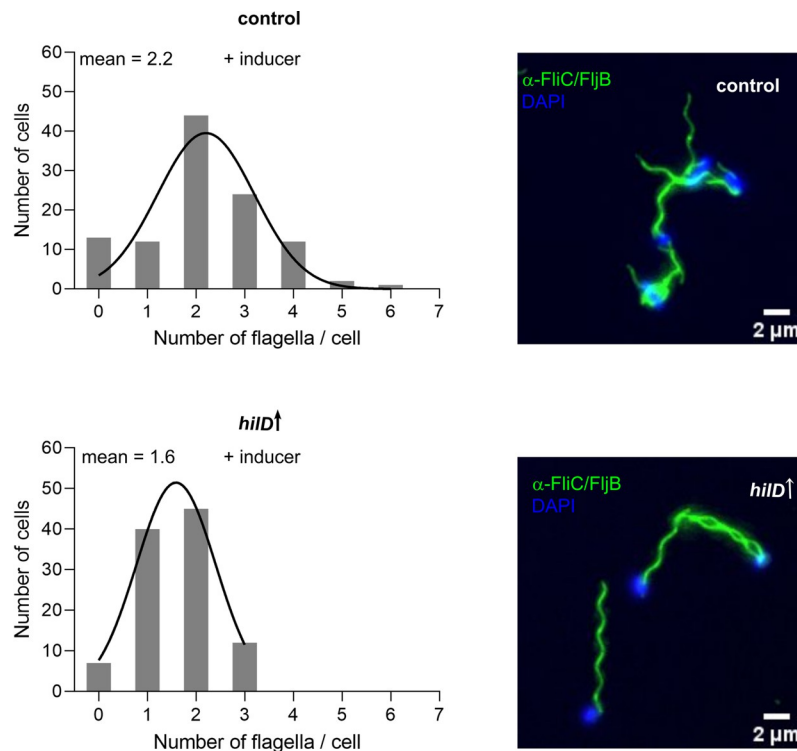 control
mean = 2.2 + inducer
60
50
40
30
20
10
0
Number of cells
0 1 2 3 4 5 6 7
Number of flagella / cell
α-FliC/FljB
control
DAPI
2 µm
hilD↑
mean = 1.6 + inducer
60
50
40
30
20
10
0
Number of cells
0 1 2 3 4 5 6 7
Number of flagella / cell
α-FliC/FljB
hilD↑
DAPI
2 µm